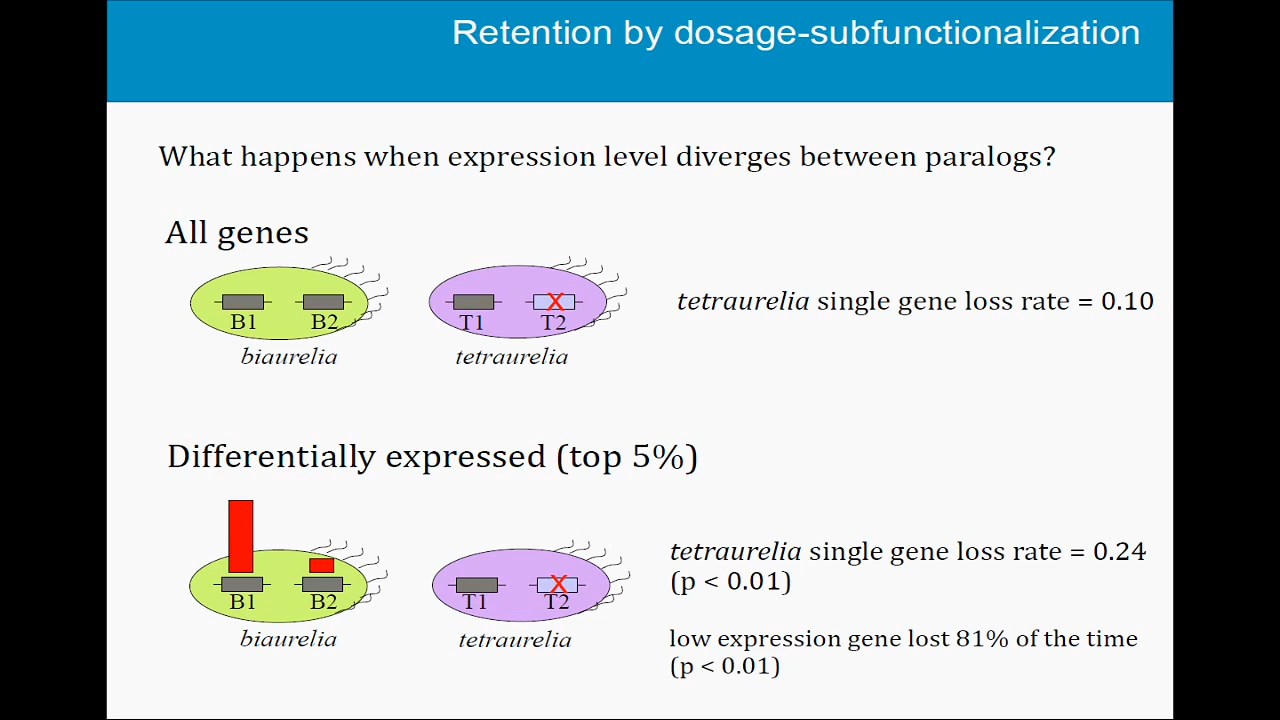 Retention by dosage-subfunctionalization
What happens when expression level diverges between paralogs?
All genes
B1 B2 T1 X T2
biaurelia tetraurelia
tetraurelia single gene loss rate = 0.10
Differentially expressed (top 5%)
B1 B2 T1 X T2
biaurelia tetraurelia
tetraurelia single gene loss rate = 0.24
(p < 0.01)
low expression gene lost 81% of the time
(p < 0.01)